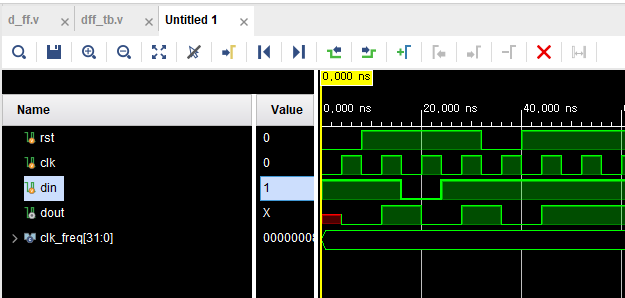 d_ff.v × dff_tb.v × Untitled 1 ×
0,000 ns
Name Value 0,000 ns 20,000 ns 40,000 ns
rst 0
clk 0
din 1
dout X
clk_freq[31:0] 00000008